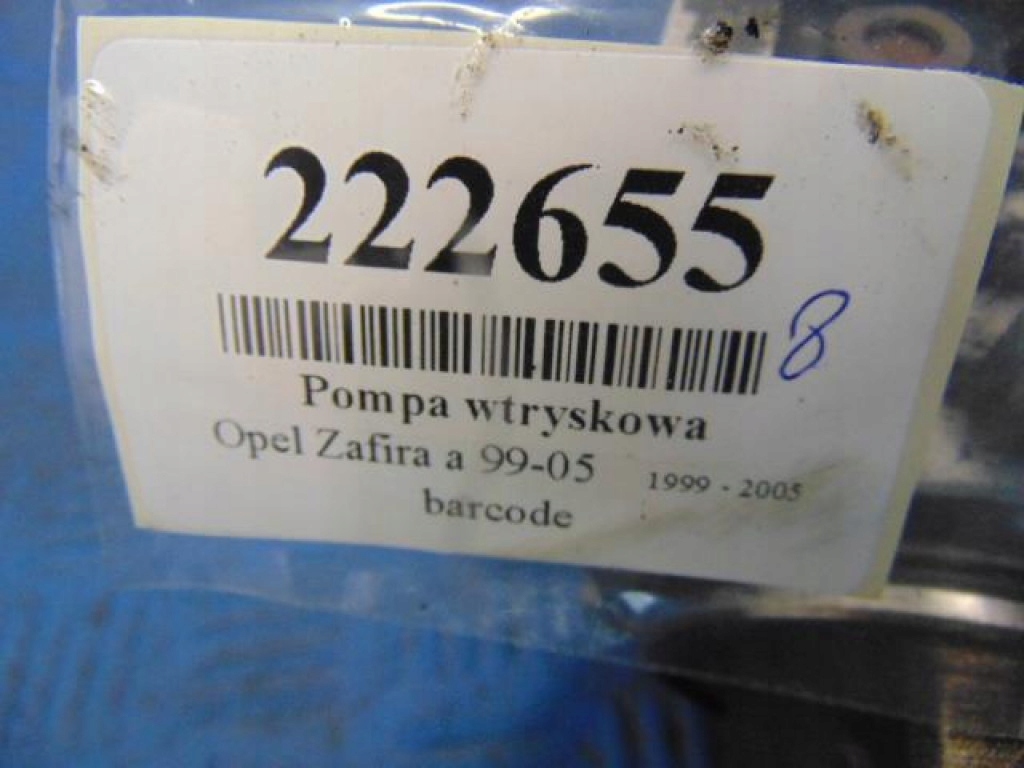 222655
8
Pompa wtryskowa
Opel Zafira a 99-05 1999 - 2005
barcode